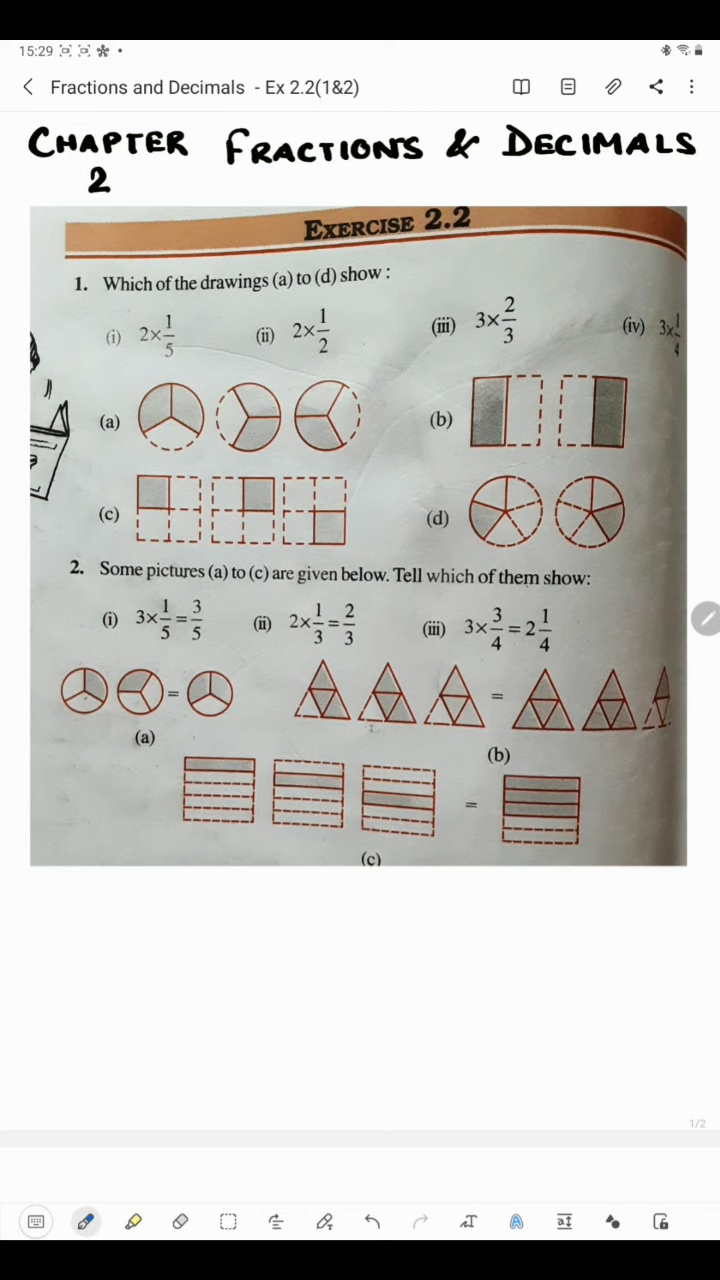 15:29
Fractions and Decimals - Ex 2.2(1&2)
CHAPTER 2 FRACTIONS & DECIMALS
EXERCISE 2.2
1. Which of the drawings (a) to (d) show :
(i) 2×1/5 (ii) 2×1/2 (iii) 3×2/3 (iv) 3×1/4
(a) (b)
(c) (d)
2. Some pictures (a) to (c) are given below. Tell which of them show:
(i) 3×1/5=3/5 (ii) 2×1/3=2/3 (iii) 3×3/4=2 1/4
= =
(a) (b)
=
(c)
1/2